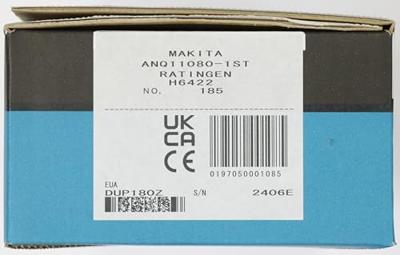 MAKITA
ANQ11080-1ST
RATINGEN
H6422
NO. 185
UK
CA
CE
0197050001085
EUA
DUP180Z S/N 2406E